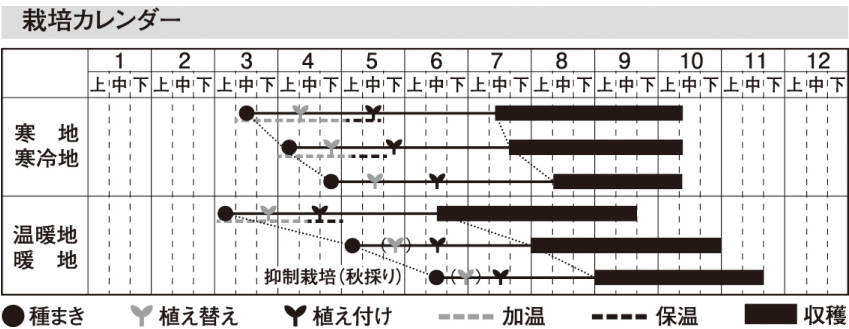 栽培カレンダー
1 2 3 4 5 6 7 8 9 10 11 12
上 中 下 上 中 下 上 中 下 上 中 下 上 中 下 上 中 下 上 中 下 上 中 下 上 中 下 上 中 下 上 中 下 上 中 下
寒 地
寒冷地
温暖地
暖 地
( )
抑制栽培(秋採り) ( )
種まき 植え替え 植え付け 加温 保温 収穫